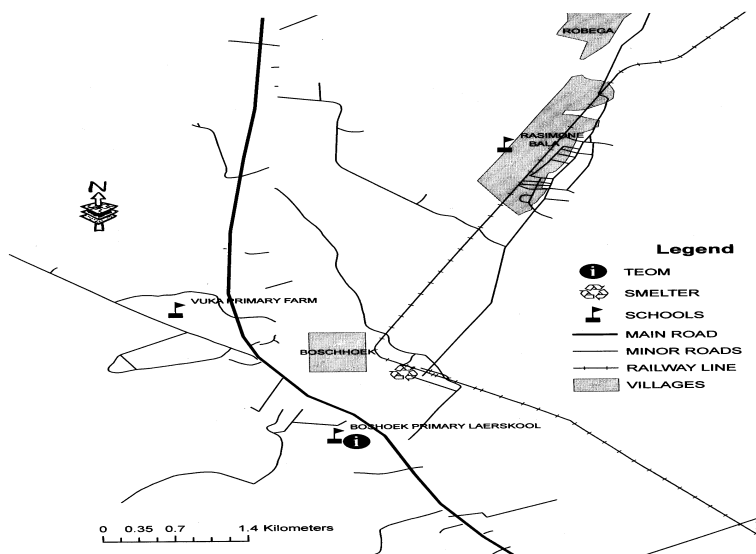 ROBEGA
RASIMONE
BALA
N
Legend
i TEOM
SMELTER
SCHOOLS
MAIN ROAD
MINOR ROADS
RAILWAY LINE
VILLAGES
VUKA PRIMARY FARM
BOSCHHOEK
BOSHOEK PRIMARY LAERSKOOL
i
0 0.35 0.7 1.4 Kilometers